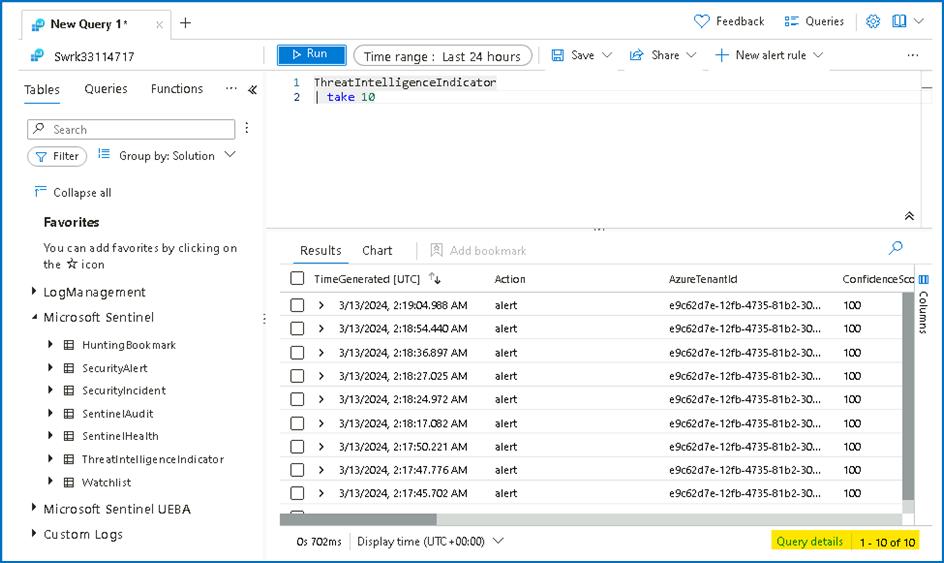 New Query 1*
Feedback
Queries
Swrk33114717
Run
Time range : Last 24 hours
Save
Share
New alert rule
Tables
Queries
Functions
Search
Filter
Group by: Solution
Collapse all
Favorites
You can add favorites by clicking on
the ☆ icon
LogManagement
Microsoft Sentinel
HuntingBookmark
SecurityAlert
SecurityIncident
SentinelAudit
SentinelHealth
ThreatIntelligenceIndicator
Watchlist
Microsoft Sentinel UEBA
Custom Logs
1 ThreatIntelligenceIndicator
2 | take 10
Results
Chart
Add bookmark
TimeGenerated [UTC] Action AzureTenantId ConfidenceSco
3/13/2024, 2:19:04.988 AM alert e9c62d7e-12fb-4735-81b2-30... 100
3/13/2024, 2:18:54.440 AM alert e9c62d7e-12fb-4735-81b2-30... 100
3/13/2024, 2:18:36.897 AM alert e9c62d7e-12fb-4735-81b2-30... 100
3/13/2024, 2:18:27.025 AM alert e9c62d7e-12fb-4735-81b2-30... 100
3/13/2024, 2:18:24.972 AM alert e9c62d7e-12fb-4735-81b2-30... 100
3/13/2024, 2:18:17.082 AM alert e9c62d7e-12fb-4735-81b2-30... 100
3/13/2024, 2:17:50.221 AM alert e9c62d7e-12fb-4735-81b2-30... 100
3/13/2024, 2:17:47.776 AM alert e9c62d7e-12fb-4735-81b2-30... 100
3/13/2024, 2:17:45.702 AM alert e9c62d7e-12fb-4735-81b2-30... 100
Columns
0s 702ms
Display time (UTC+00:00)
Query details
1 - 10 of 10